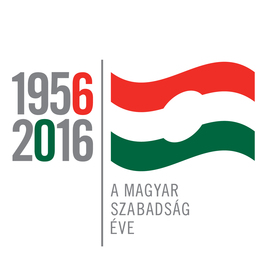 1956
2016
A MAGYAR
SZABADSÁG
ÉVE